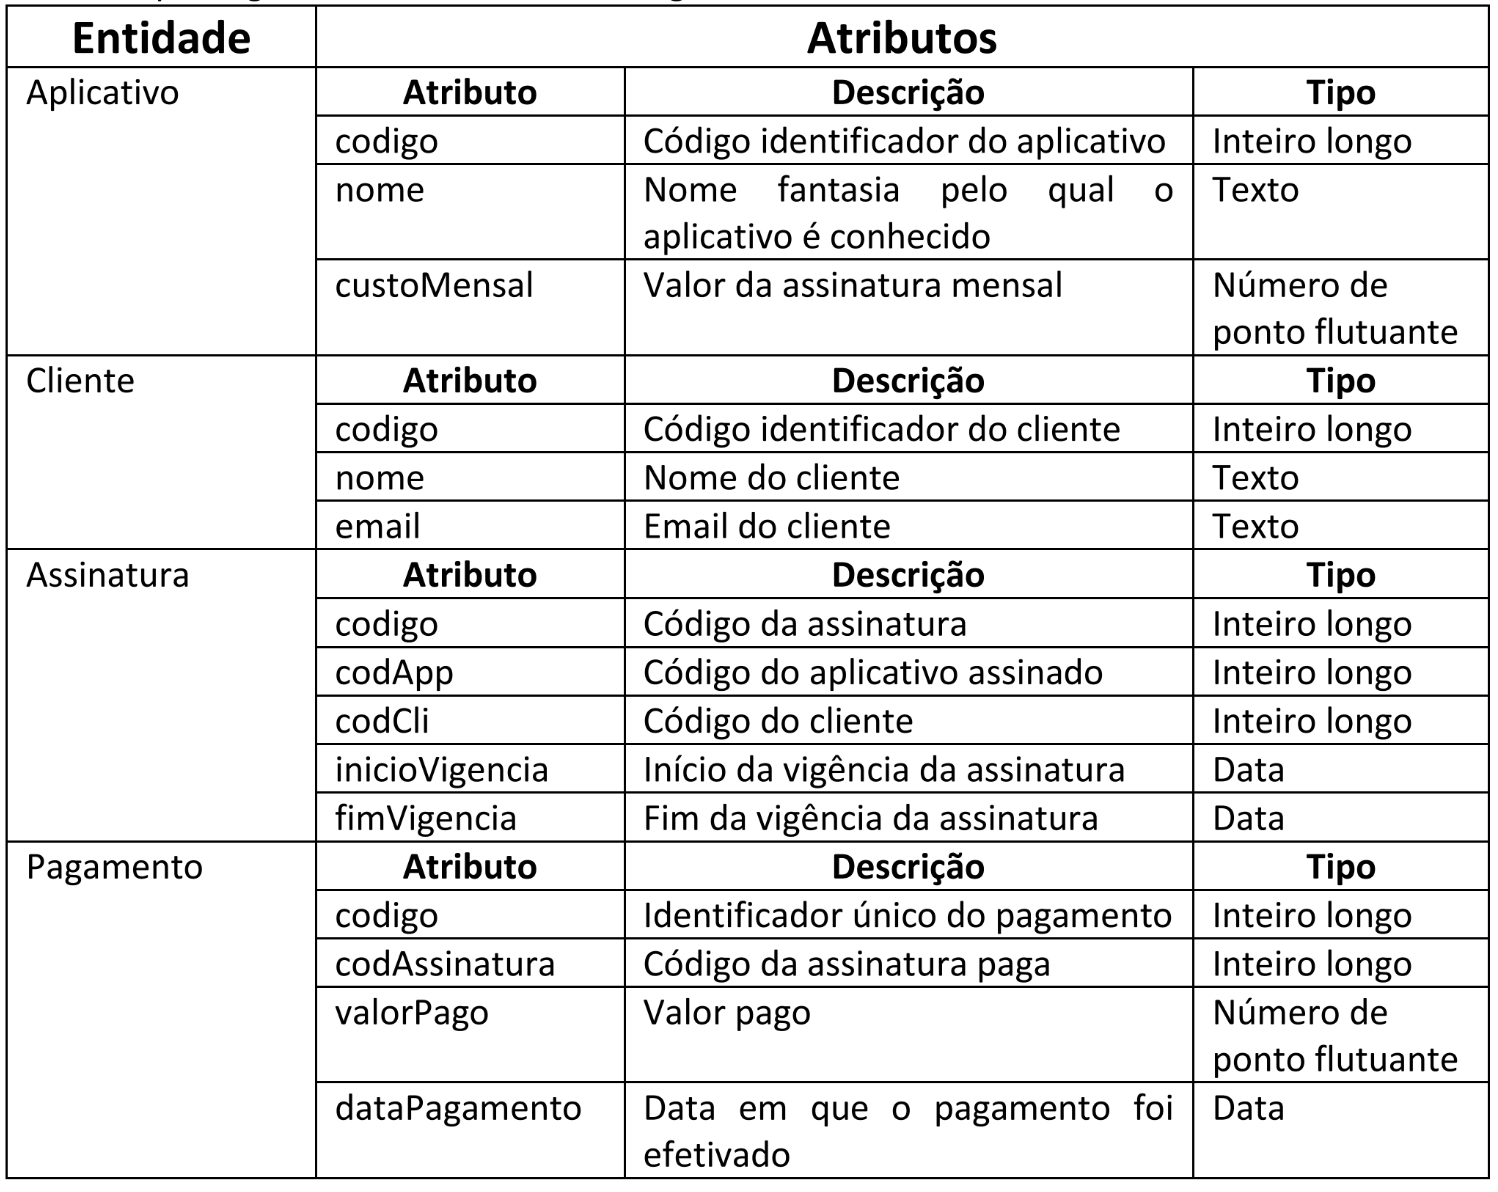 Entidade Atributos
Aplicativo Atributo Descrição Tipo
codigo Código identificador do aplicativo Inteiro longo
nome Nome fantasia pelo qual o Texto
aplicativo é conhecido
custoMensal Valor da assinatura mensal Número de
ponto flutuante
Cliente Atributo Descrição Tipo
codigo Código identificador do cliente Inteiro longo
nome Nome do cliente Texto
email Email do cliente Texto
Assinatura Atributo Descrição Tipo
codigo Código da assinatura Inteiro longo
codApp Código do aplicativo assinado Inteiro longo
codCli Código do cliente Inteiro longo
inicioVigencia Início da vigência da assinatura Data
fimVigencia Fim da vigência da assinatura Data
Pagamento Atributo Descrição Tipo
codigo Identificador único do pagamento Inteiro longo
codAssinatura Código da assinatura paga Inteiro longo
valorPago Valor pago Número de
ponto flutuante
dataPagamento Data em que o pagamento foi Data
efetivado